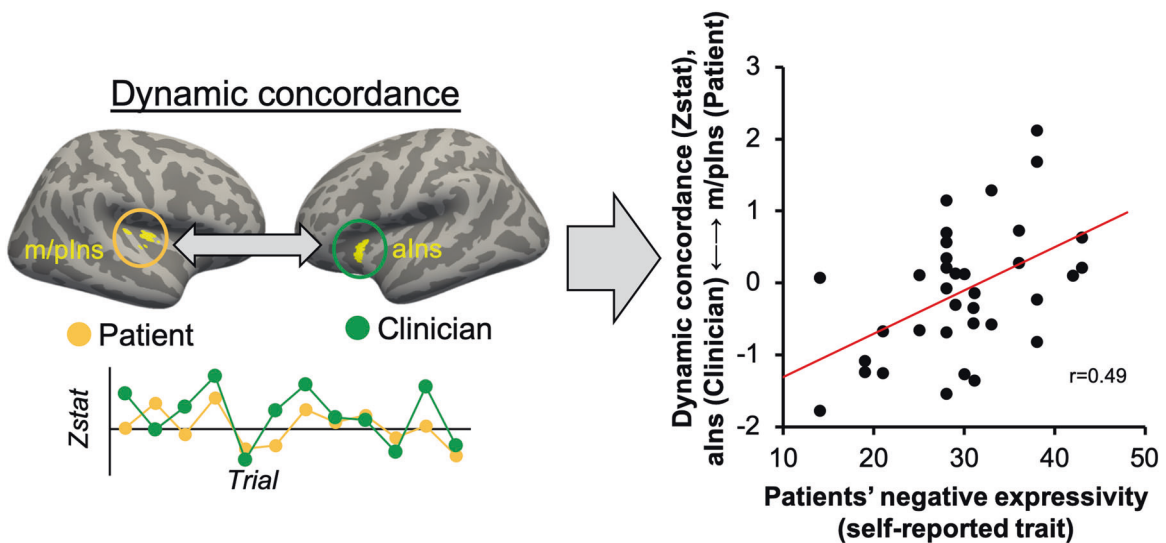 Dynamic concordance
m/pIns
aIns
Patient
Clinician
Zstat
Trial
Dynamic concordance (Zstat),
aIns (Clinician) ←→ m/pIns (Patient)
3
2
1
0
-1
-2
r=0.49
10
20
30
40
50
Patients' negative expressivity
(self-reported trait)